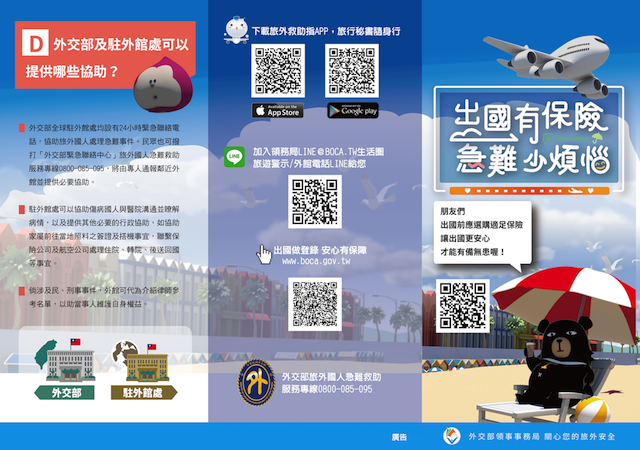 D 外交部及駐外館處可以
提供哪些協助？
外交部全球駐外館處均設有24小時緊急聯絡電
話，協助旅外國人處理急難事件。民眾也可撥
打「外交部緊急聯絡中心」旅外國人急難救助
服務專線0800-085-095，將由專人通報鄰近外
館並提供必要協助。
駐外館處可以協助傷病國人與醫院溝通並瞭解
病情，以及提供其他必要的行政協助，如協助
家屬前往當地照料之簽證及搭機事宜、聯繫保
險公司及航空公司處理住院、轉院、後送回國
等事宜。
倘涉及民、刑事事件，外館可代為介紹律師參
考名單，以助當事人維護自身權益。
外交部
駐外館處
下載旅外救助指APP，旅行秘書隨身行
Available on the
App Store
Google play
LINE
加入領務局LINE@BOCA.TW生活圈
旅遊警示/外館電話LINE給您
出國做登錄 安心有保障
www.boca.gov.tw
外交部旅外國人急難救助
服務專線0800-085-095
廣告
出國有保險
急難少煩惱
朋友們
出國前應選購適足保險
讓出國更安心
才能有備無患喔！
外交部領事事務局 關心您的旅外安全